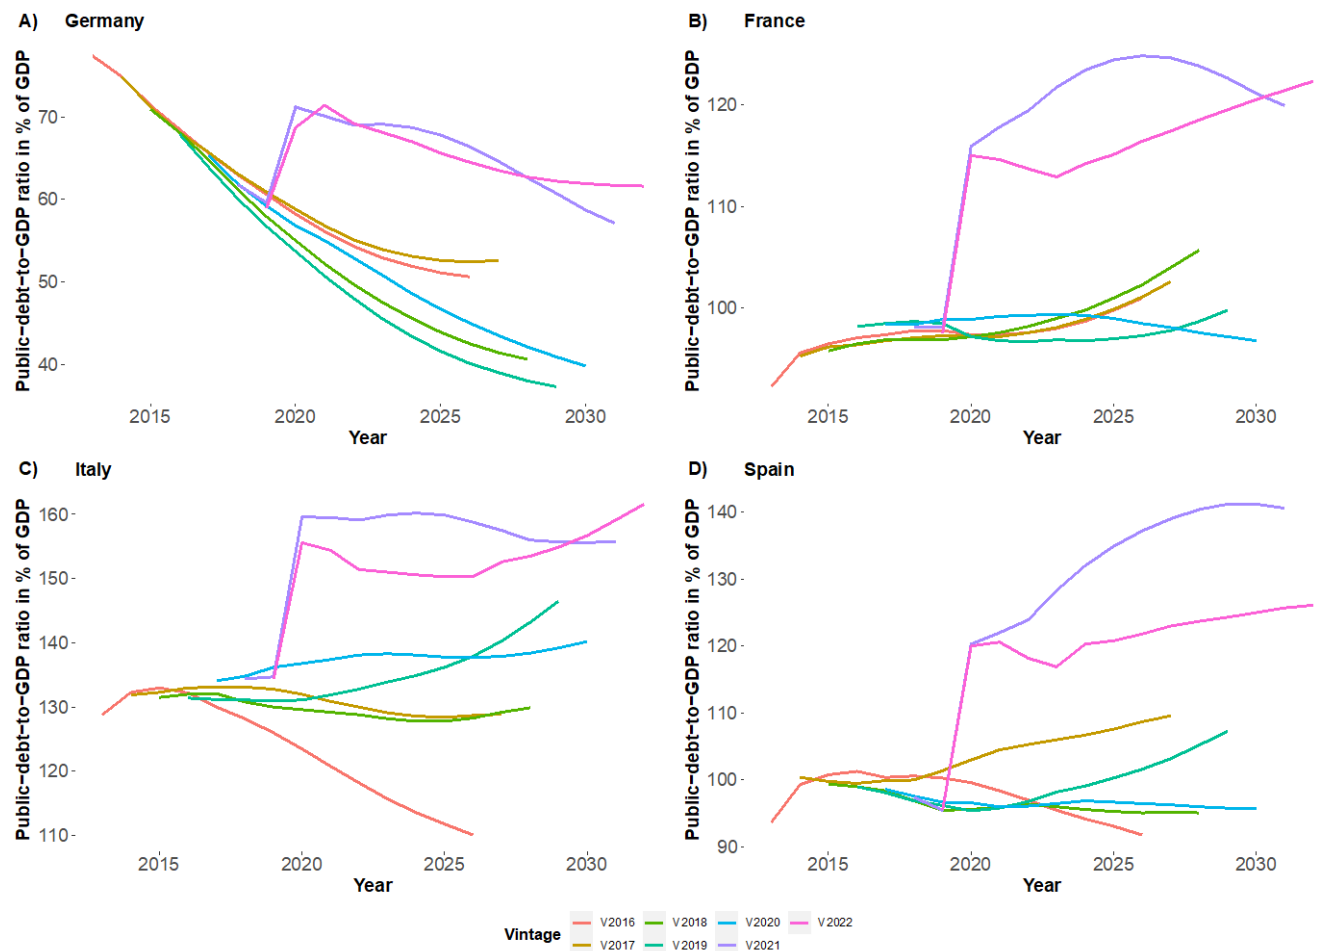 A) Germany
Public−debt−to−GDP ratio in % of GDP
70
60
50
40
2015 2020 2025 2030
Year
B) France
Public−debt−to−GDP ratio in % of GDP
120
110
100
2015 2020 2025 2030
Year
C) Italy
Public−debt−to−GDP ratio in % of GDP
160
150
140
130
120
110
2015 2020 2025 2030
Year
D) Spain
Public−debt−to−GDP ratio in % of GDP
140
130
120
110
100
90
2015 2020 2025 2030
Year
Vintage
V2016 V2018 V2020 V2022
V2017 V2019 V2021